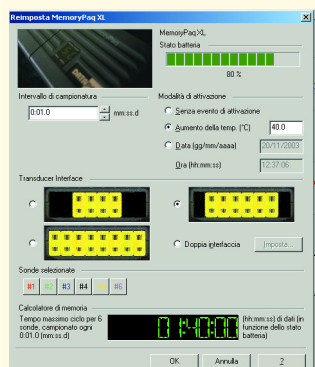 Reimposta MemoryPaq XL
MemoryPaq XL
Stato batteria
80 %
Intervallo di campionatura
0:01.0 mm:ss.d
Modalità di attivazione
Senza evento di attivazione
Aumento della temp. (°C) 40.0
Data (gg/mm/aaaa) 20/11/2003
Ora (hh:mm:ss) 12:37:06
Transducer Interface
Doppia interfaccia Imposta...
Sonde selezionate
#1 #2 #3 #4 #5 #6
Calcolatore di memoria
Tempo massimo ciclo per 6 sonde, campionato ogni 0:01.0 (mm:ss.d)
01:40:00
(hh:mm:ss) di dati (in funzione dello stato batteria)
OK Annulla ?